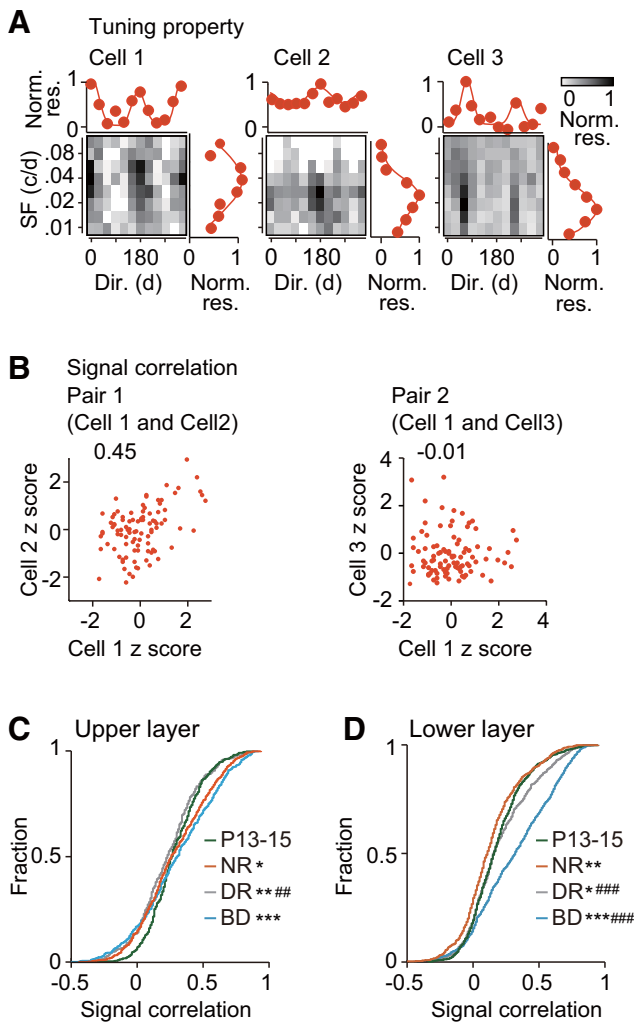 A
Tuning property
Cell 1
Cell 2
Cell 3
Norm.
res.
1
0
1
0
1
0
0 1
Norm.
res.
SF (c/d)
.08
.04
.02
.01
0 180
Dir. (d)
0 1
Norm.
res.
0 180
Dir. (d)
0 1
Norm.
res.
0 180
Dir. (d)
0 1
Norm.
res.
B
Signal correlation
Pair 1
(Cell 1 and Cell2)
0.45
Cell 2 z score
2
0
-2
-2 0 2
Cell 1 z score
Pair 2
(Cell 1 and Cell3)
-0.01
Cell 3 z score
4
2
0
-2
-2 0 2 4
Cell 1 z score
C Upper layer
Fraction
1
0.5
0
P13-15
NR *
DR **##
BD ***
-0.5 0 0.5 1
Signal correlation
D Lower layer
Fraction
1
0.5
0
P13-15
NR **
DR *###
BD ***###
-0.5 0 0.5 1
Signal correlation